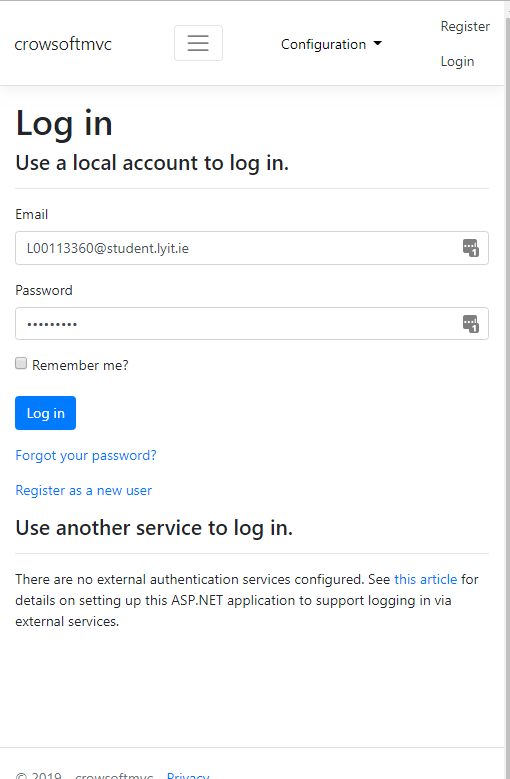 crowsoftmvc
Configuration
Register
Login
Log in
Use a local account to log in.
Email
L00113360@student.lyit.ie
1
Password
•••••••••
1
Remember me?
Log in
Forgot your password?
Register as a new user
Use another service to log in.
There are no external authentication services configured. See this article for
details on setting up this ASP.NET application to support logging in via
external services.
© 2019 - crowsoftmvc - Privacy